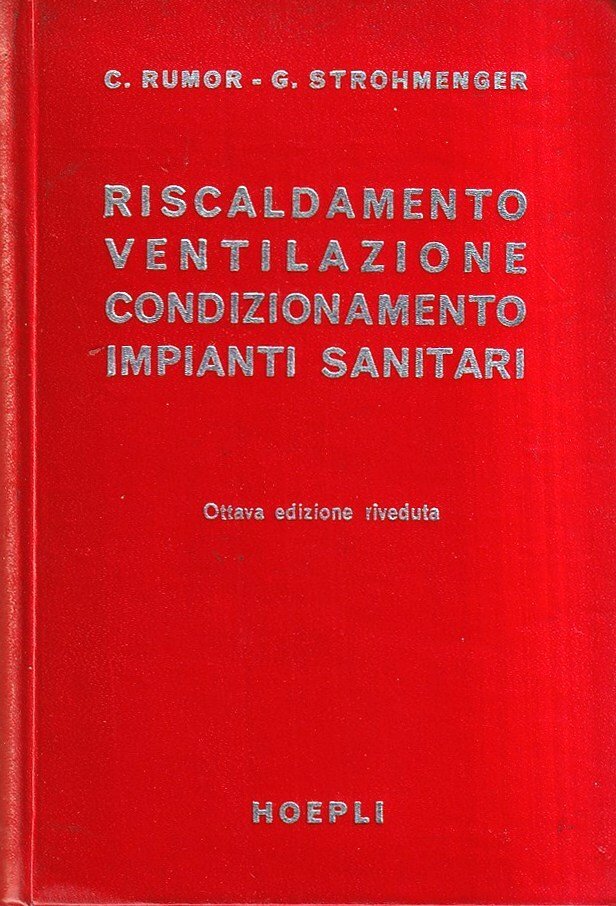 C. RUMOR - G. STROHMENGER
RISCALDAMENTO
VENTILAZIONE
CONDIZIONAMENTO
IMPIANTI SANITARI
Ottava edizione riveduta
HOEPLI